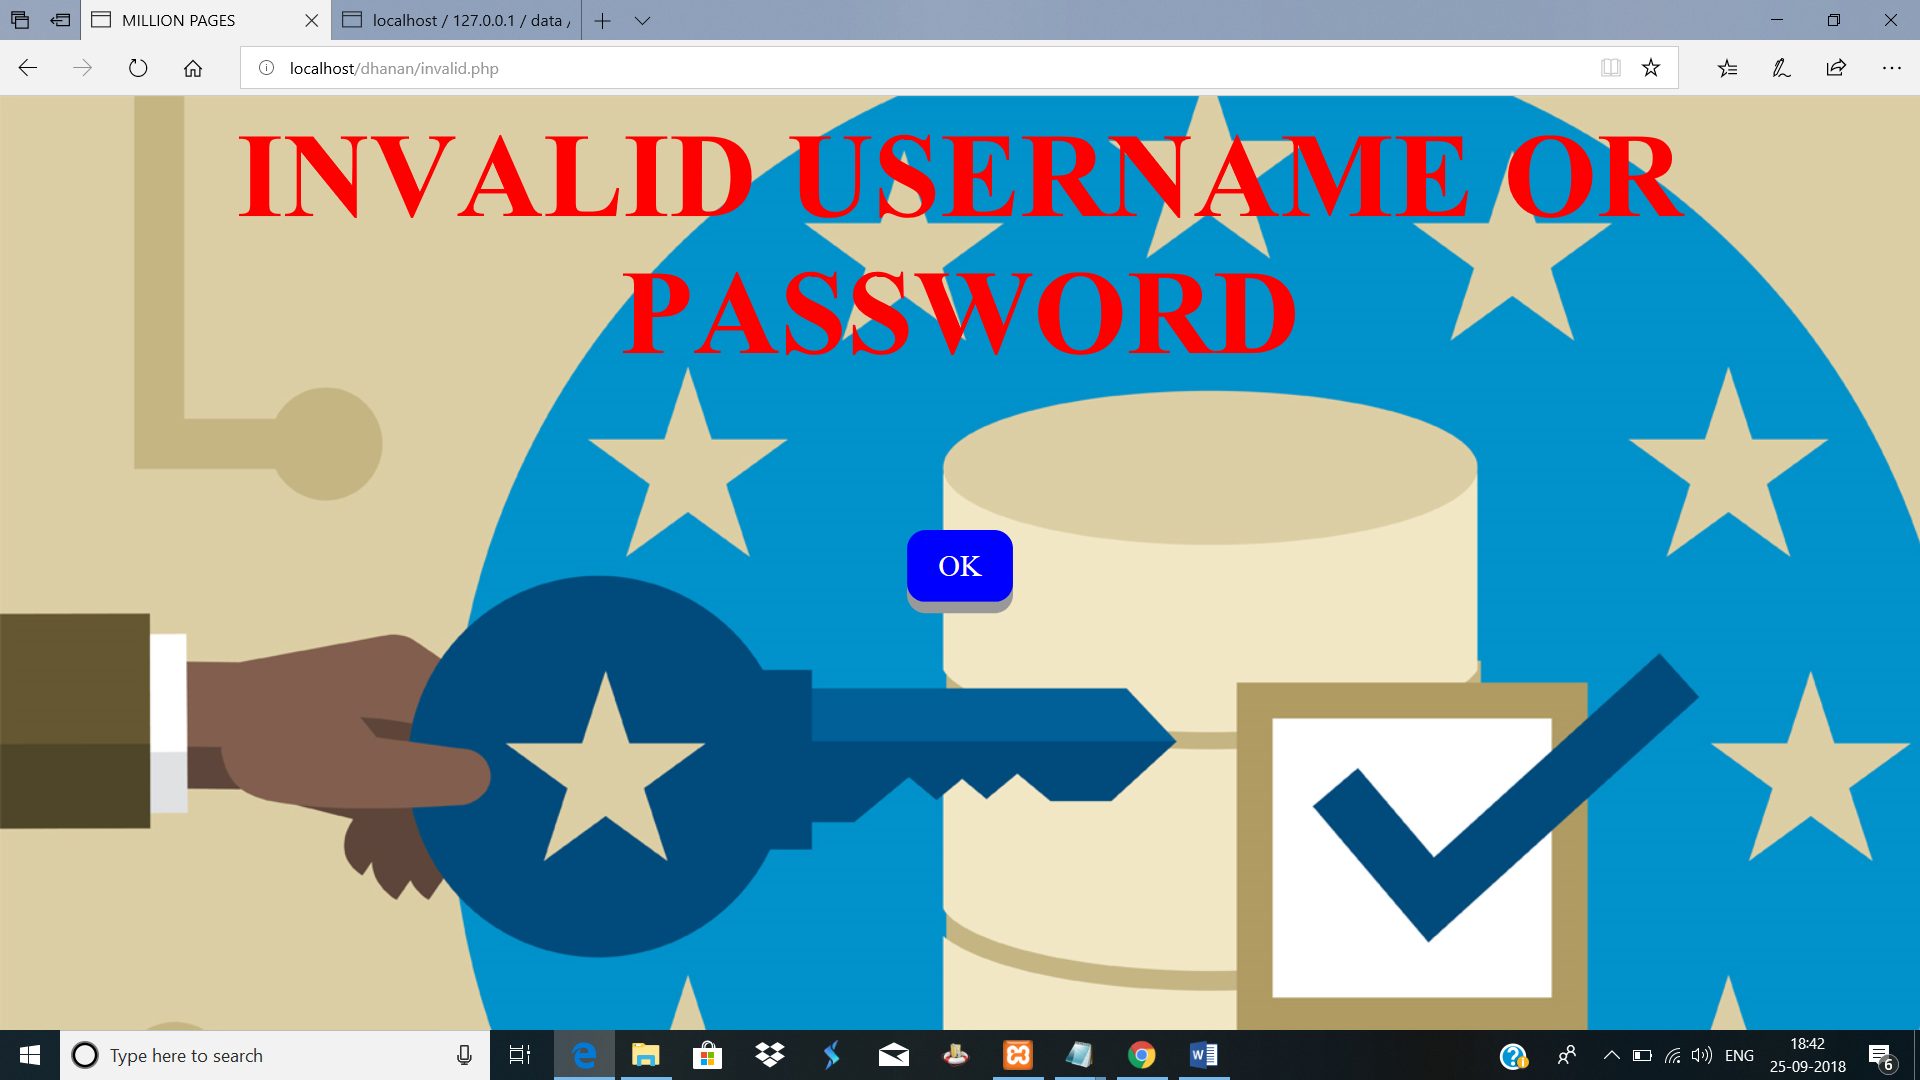 MILLION PAGES
localhost / 127.0.0.1 / data /
localhost/dhanan/invalid.php
INVALID USERNAME OR
PASSWORD
OK
Type here to search
ENG
18:42
25-09-2018
6